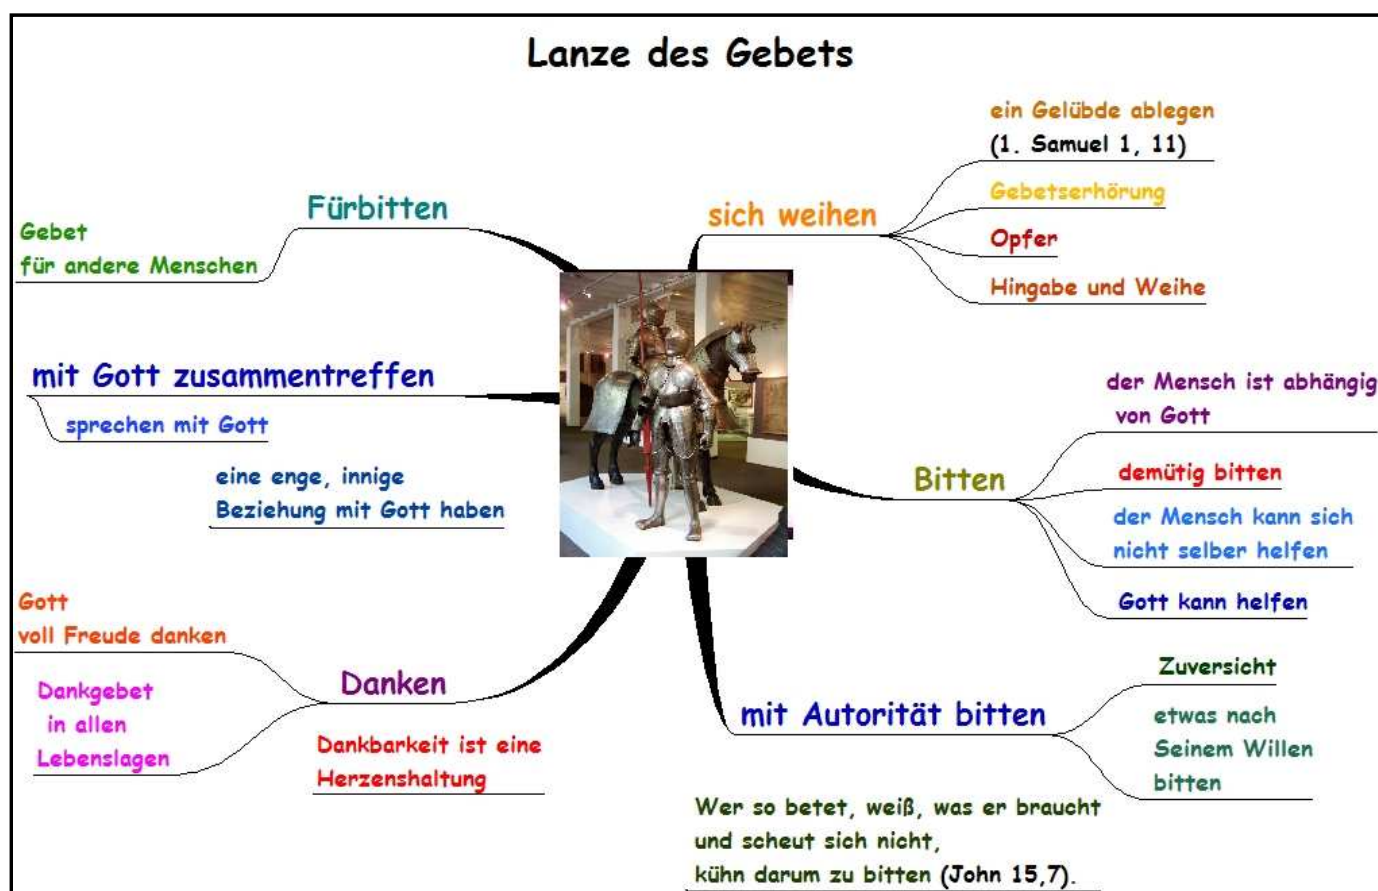 Lanze des Gebets
Fürbitten
Gebet
für andere Menschen
mit Gott zusammentreffen
sprechen mit Gott
eine enge, innige
Beziehung mit Gott haben
Danken
Gott
voll Freude danken
Dankgebet
in allen
Lebenslagen
Dankbarkeit ist eine
Herzenshaltung
sich weihen
ein Gelübde ablegen
(1. Samuel 1, 11)
Gebetserhörung
Opfer
Hingabe und Weihe
Bitten
der Mensch ist abhängig
von Gott
demütig bitten
der Mensch kann sich
nicht selber helfen
Gott kann helfen
mit Autorität bitten
Zuversicht
etwas nach
Seinem Willen
bitten
Wer so betet, weiß, was er braucht
und scheut sich nicht,
kühn darum zu bitten (John 15,7).